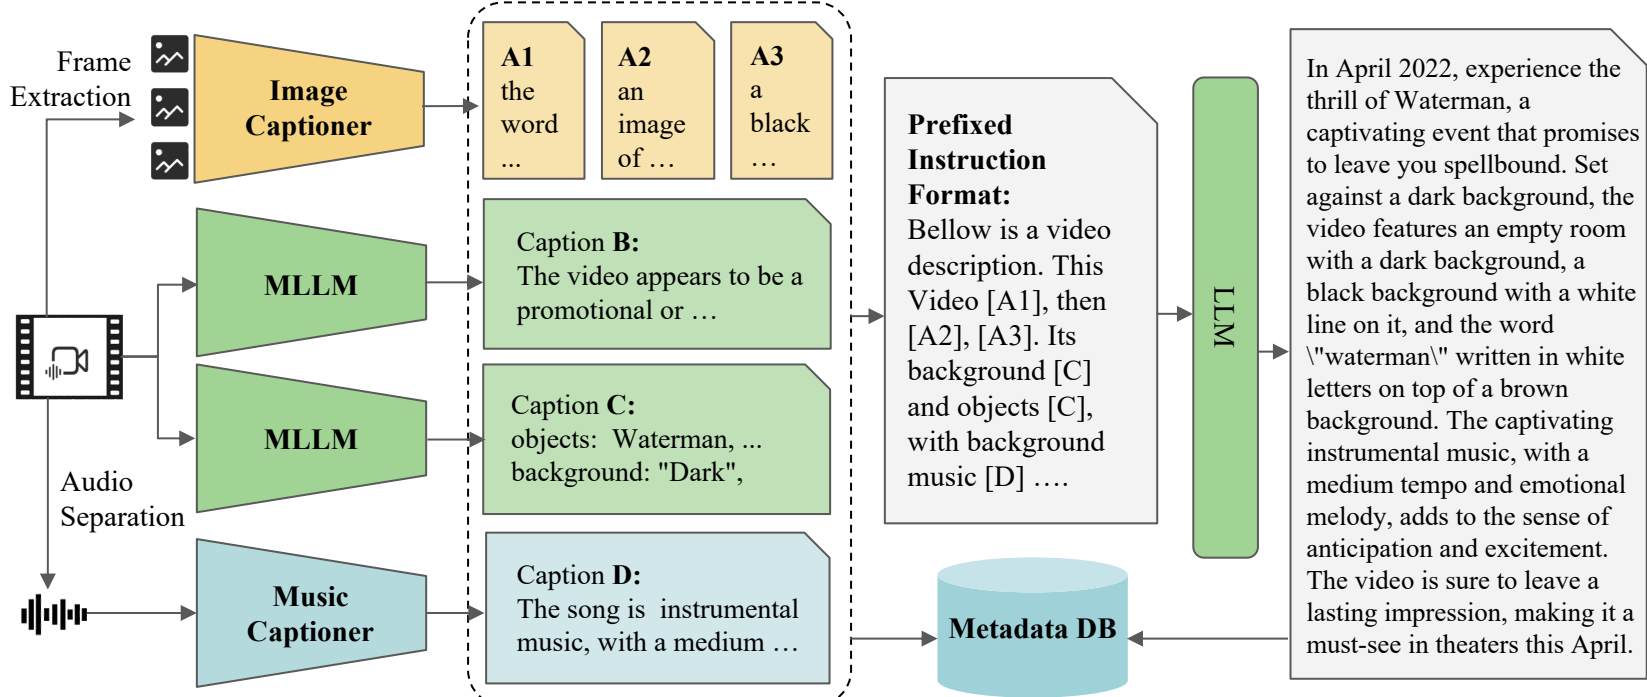 Frame
Extraction
Image
Captioner
A1
the
word
...
A2
an
image
of ...
A3
a
black
...
MLLM
Caption B:
The video appears to be a
promotional or ...
MLLM
Caption C:
objects:  Waterman, ...
background: "Dark",
Audio
Separation
Music
Captioner
Caption D:
The song is  instrumental
music, with a medium ...
Prefixed
Instruction
Format:
Bellow is a video
description. This
Video [A1], then
[A2], [A3]. Its
background [C]
and objects [C],
with background
music [D] ....
LLM
Metadata DB
In April 2022, experience the
thrill of Waterman, a
captivating event that promises
to leave you spellbound. Set
against a dark background, the
video features an empty room
with a dark background, a
black background with a white
line on it, and the word
\"waterman\" written in white
letters on top of a brown
background. The captivating
instrumental music, with a
medium tempo and emotional
melody, adds to the sense of
anticipation and excitement.
The video is sure to leave a
lasting impression, making it a
must-see in theaters this April.